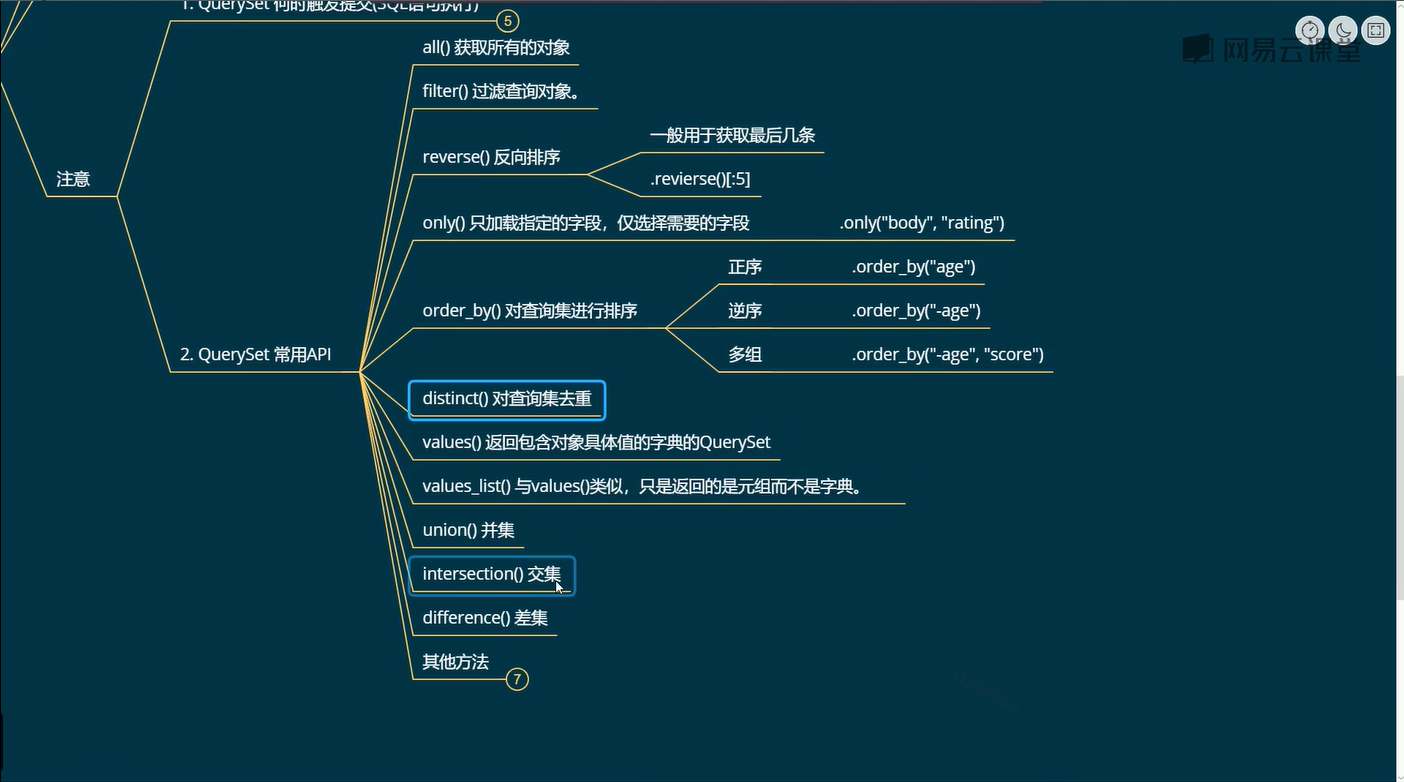 1. QuerySet 何时触发提交(SQL语句执行)
5
网易云课堂
all() 获取所有的对象
filter() 过滤查询对象。
一般用于获取最后几条
reverse() 反向排序
.revierse()[:5]
注意
only() 只加载指定的字段，仅选择需要的字段 .only("body", "rating")
正序 .order_by("age")
order_by() 对查询集进行排序
逆序 .order_by("-age")
2. QuerySet 常用API
多组 .order_by("-age", "score")
distinct() 对查询集去重
values() 返回包含对象具体值的字典的QuerySet
values_list() 与values()类似，只是返回的是元组而不是字典。
union() 并集
intersection() 交集
difference() 差集
其他方法
7